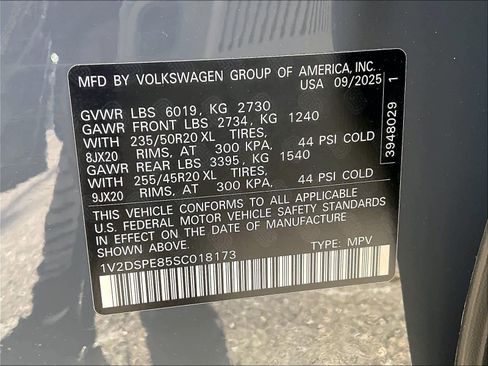 MFD BY VOLKSWAGEN GROUP OF AMERICA, INC.
USA 09/2025
GVWR LBS 6019, KG 2730
GAWR FRONT LBS 2734, KG 1240
WITH 235/50R20 XL TIRES,
8JX20 RIMS, AT 300 KPA, 44 PSI COLD
GAWR REAR LBS 3395, KG 1540
WITH 255/45R20 XL TIRES,
9JX20 RIMS, AT 300 KPA, 44 PSI COLD
THIS VEHICLE CONFORMS TO ALL APPLICABLE
U.S. FEDERAL MOTOR VEHICLE SAFETY STANDARDS
IN EFFECT ON THE DATE OF MANUFACTURE
SHOWN ABOVE.
1V2DSPE85SC018173 TYPE: MPV
3948029 1